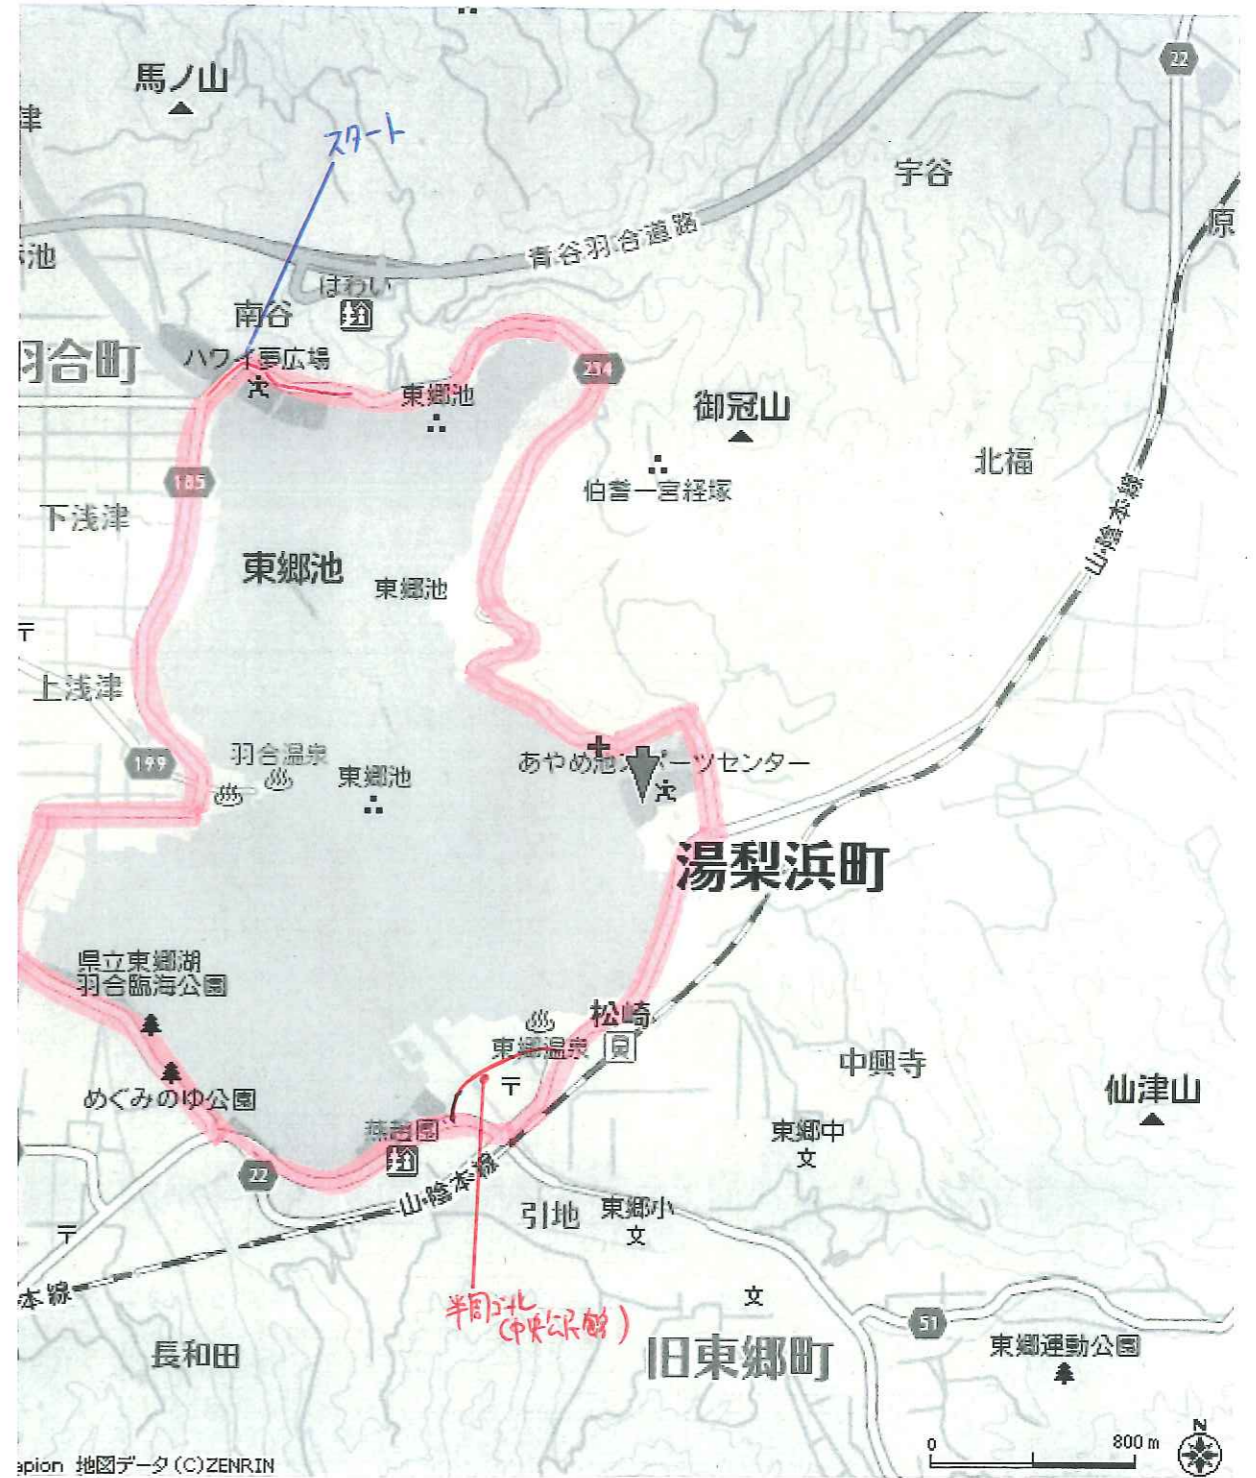 馬ノ山
22
津
スタート
宇谷
原
青谷羽合道路
池
はわい
南谷
羽合町
ハワイ夢広場
234
東郷池
御冠山
北福
185
伯耆一宮経塚
山陰本線
下浅津
東郷池
東郷池
〒
上浅津
羽合温泉
199
東郷池
あやめ池スポーツセンター
湯梨浜町
県立東郷湖
羽合臨海公園
松崎
東郷温泉
〒
中興寺
仙津山
めぐみのゆ公園
燕趙園
東郷中
文
22
山陰本線
引地
東郷小
文
〒
本線
半周ゴール
(中央公民館)
文
51
長和田
旧東郷町
東郷運動公園
N
0
800 m
apion 地図データ (C)ZENRIN